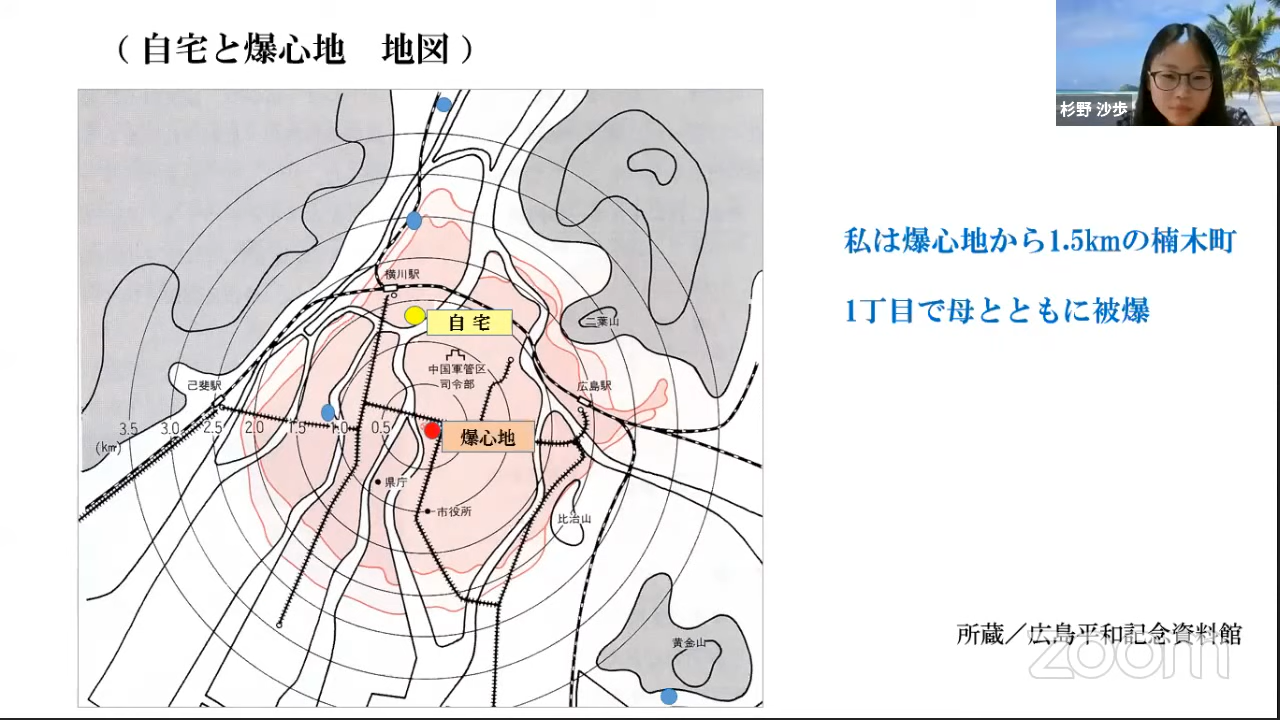 （ 自宅と爆心地　地図 ）
杉野 沙歩
私は爆心地から1.5kmの楠木町
1丁目で母とともに被爆
横川駅
自 宅
二葉山
中国軍管区
司令部
己斐駅
広島駅
3.5 3.0 2.5 2.0 1.5 1.0 0.5
(km)
爆心地
県庁
市役所
比治山
黄金山
所蔵／広島平和記念資料館
zoom